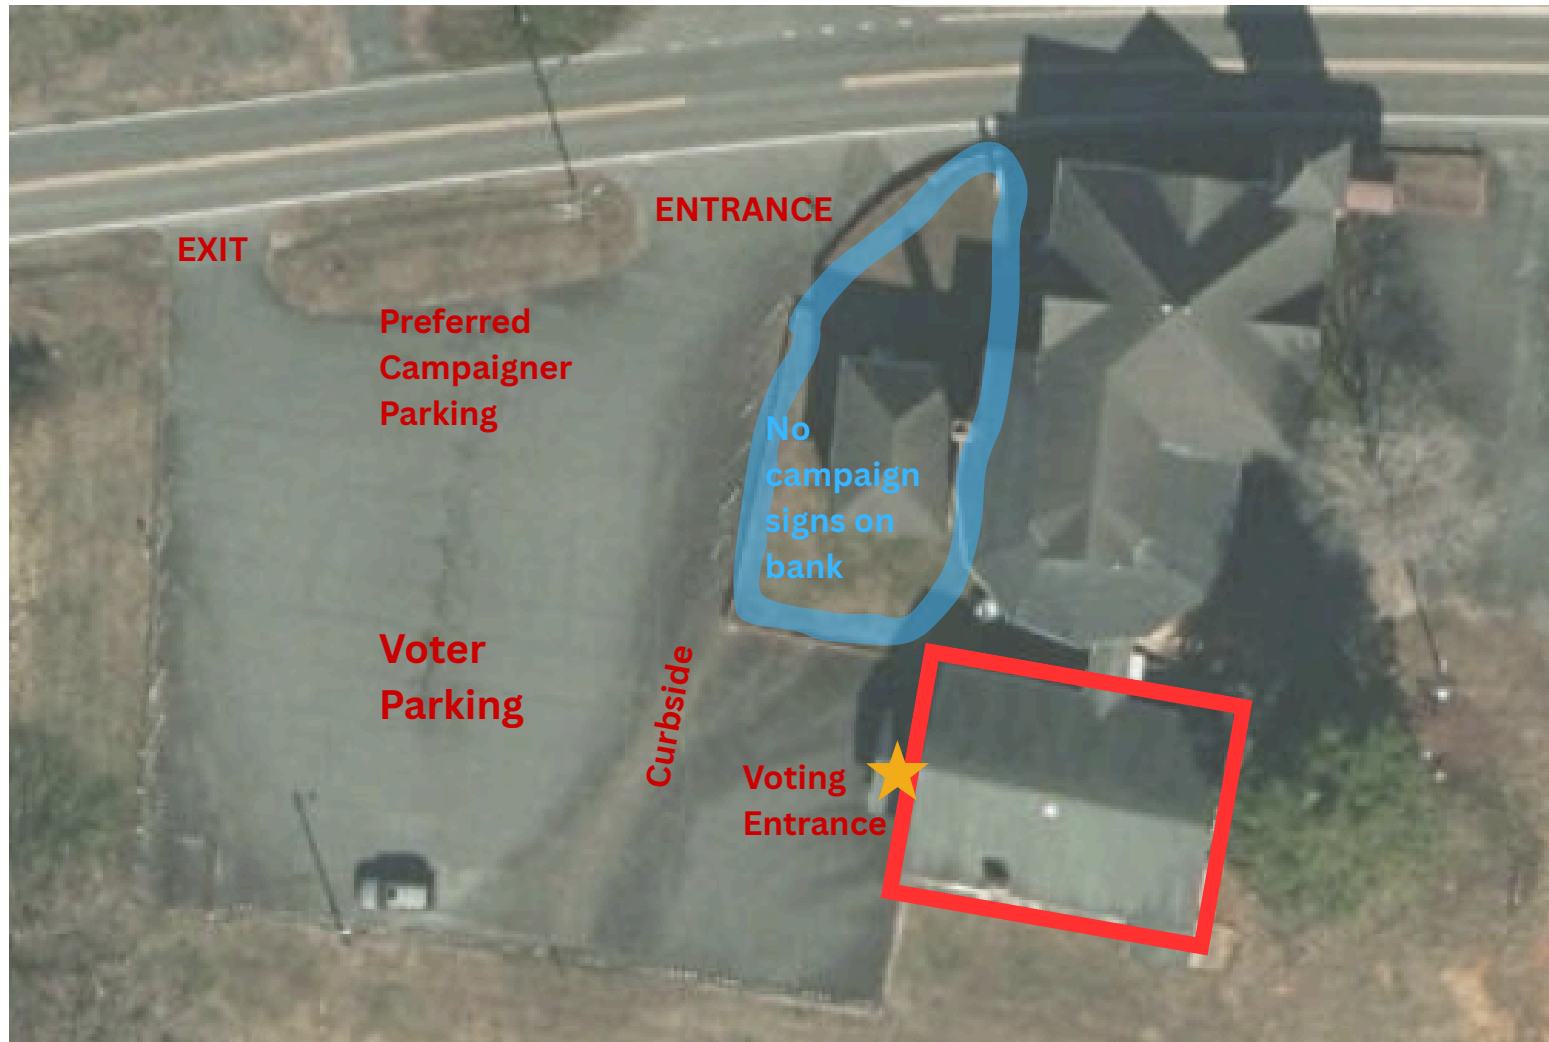 ENTRANCE
EXIT
Preferred
Campaigner
Parking
No
campaign
signs on
bank
Voter
Parking
Curbside
Voting
Entrance